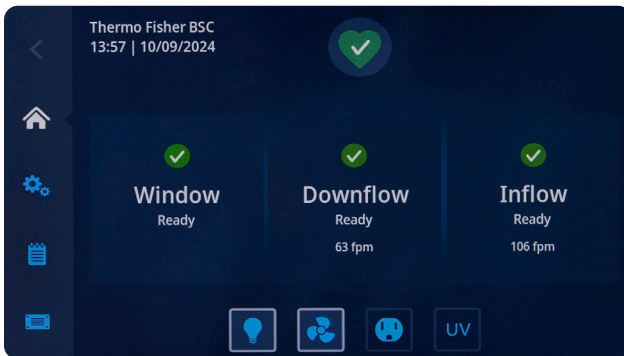 Thermo Fisher BSC
13:57 | 10/09/2024
Window
Ready
Downflow
Ready
63 fpm
Inflow
Ready
106 fpm
UV